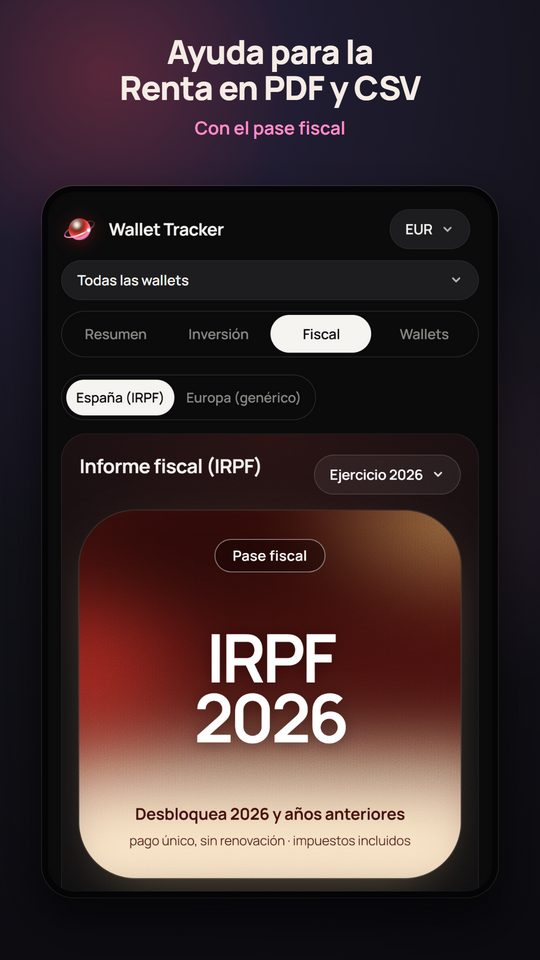 Ayuda para la
Renta en PDF y CSV
Con el pase fiscal
Wallet Tracker
EUR
Todas las wallets
Resumen
Inversión
Fiscal
Wallets
España (IRPF)
Europa (genérico)
Informe fiscal (IRPF)
Ejercicio 2026
Pase fiscal
IRPF
2026
Desbloquea 2026 y años anteriores
pago único, sin renovación · impuestos incluidos